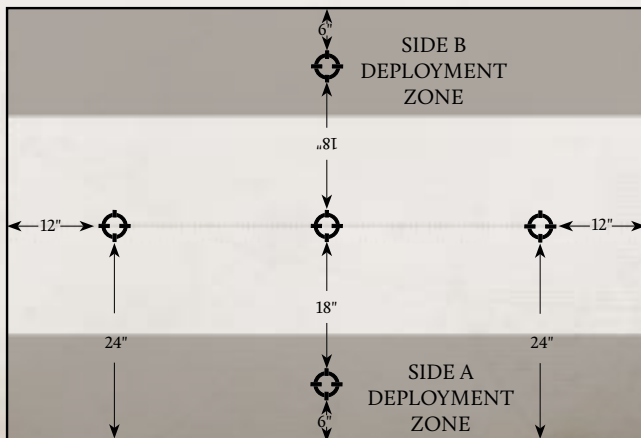 6"
SIDE B
DEPLOYMENT
ZONE
18"
12"
12"
18"
24"
24"
SIDE A
DEPLOYMENT
ZONE
6"